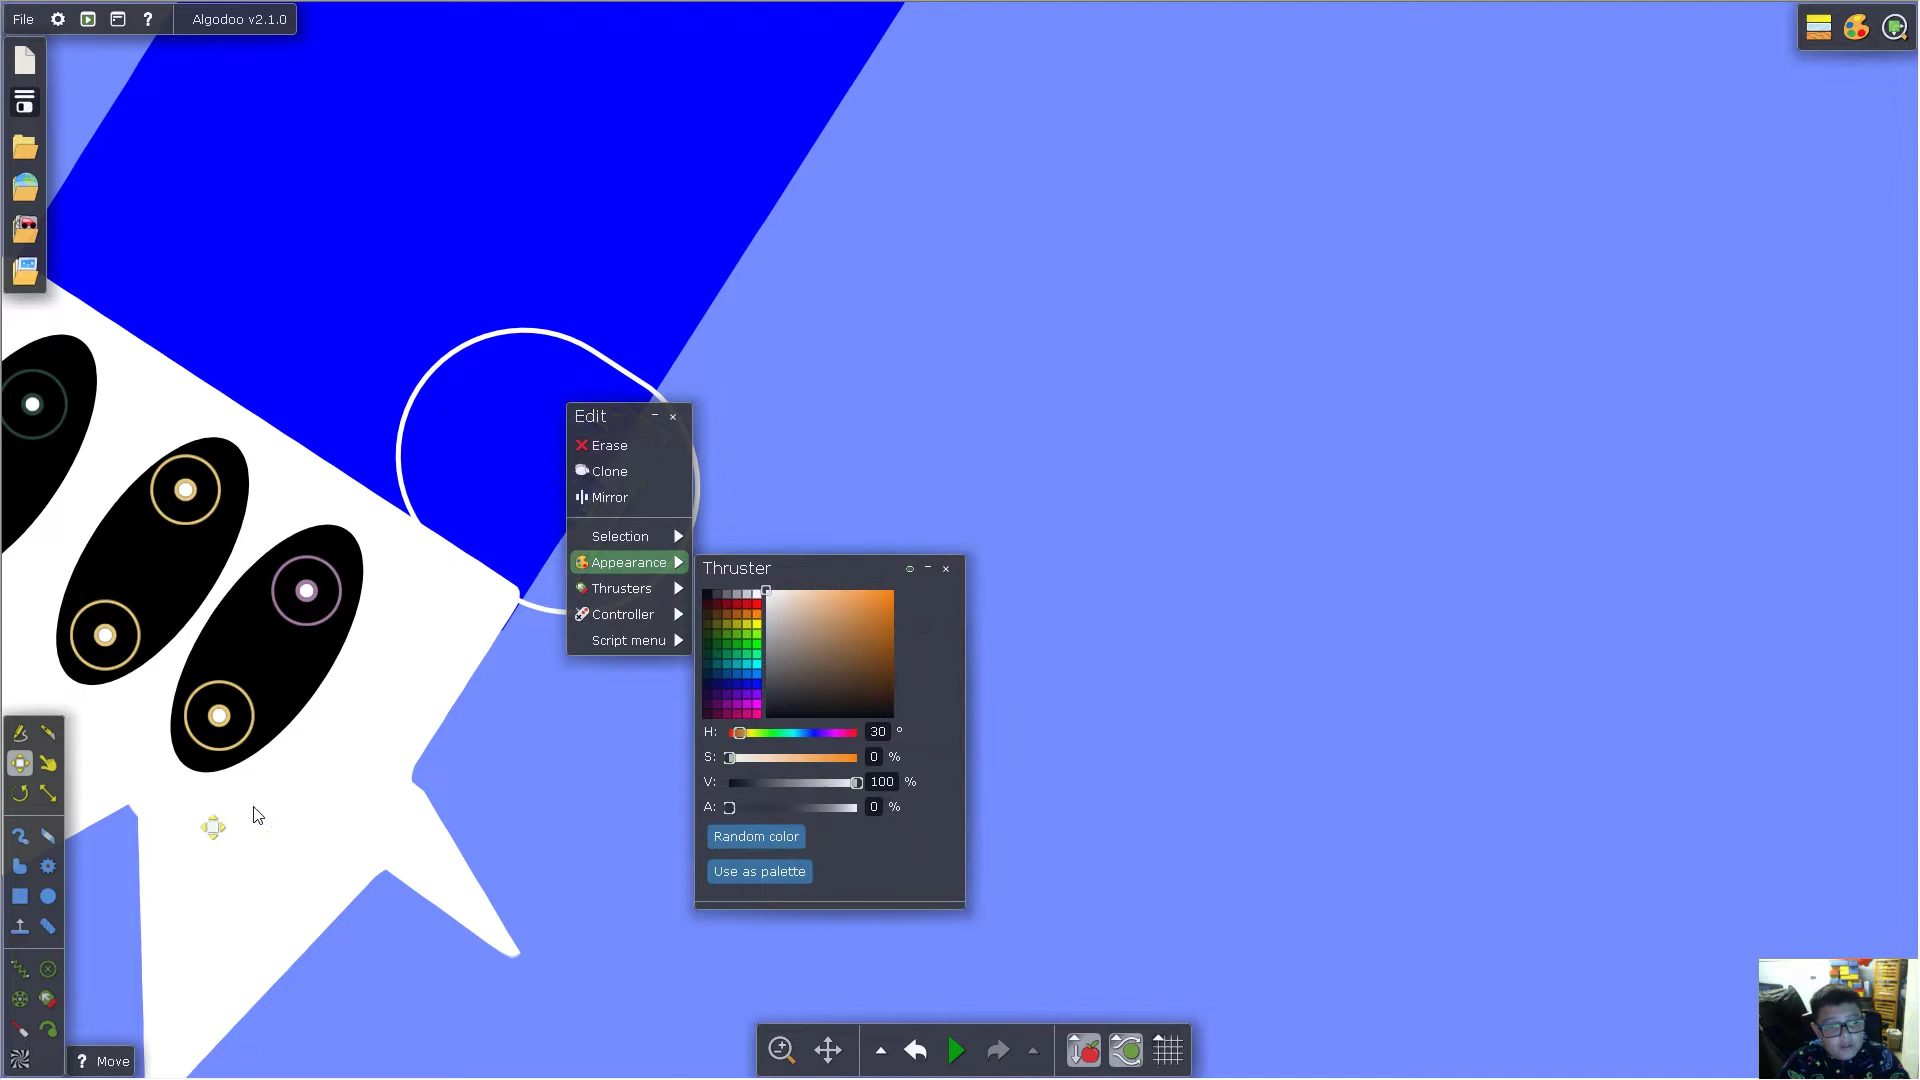 File ? Algodoo v2.1.0
Edit
Erase
Clone
Mirror
Selection
Appearance
Thrusters
Controller
Script menu
Thruster
H: 30 °
S: 0 %
V: 100 %
A: 0 %
Random color
Use as palette
? Move